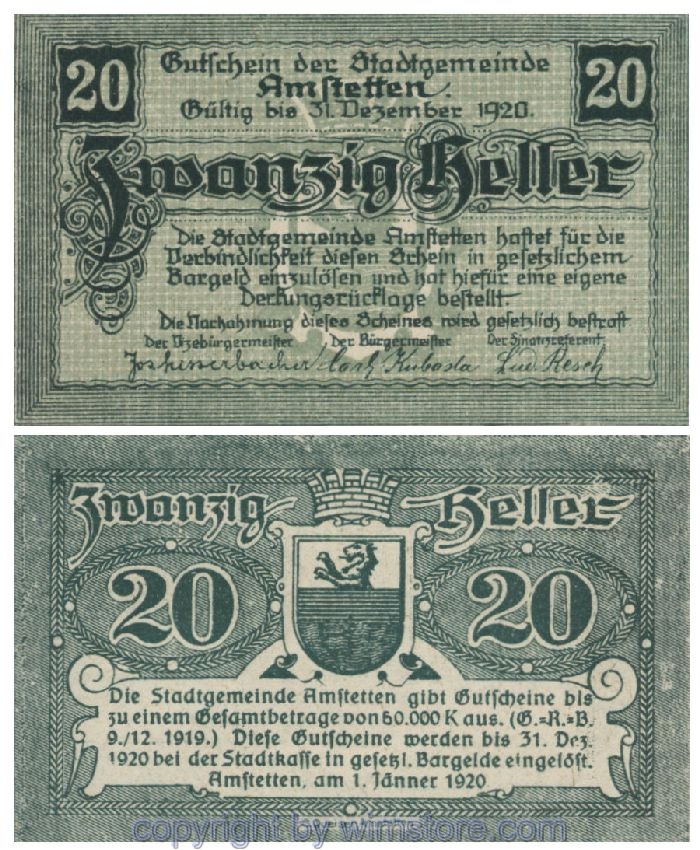 20 Gutschein der Stadtgemeinde 20
Amstetten.
Gültig bis 31. Dezember 1920.
Zwanzig Heller
Die Stadtgemeinde Amstetten haftet für die
Verbindlichkeit diesen Schein in gesetzlichem
Bargeld einzulösen und hat hiefür eine eigene
Deckungsrücklage bestellt
Die Nachahmung dieses Scheines wird gesetzlich bestraft
Der Vizebürgermeister Der Bürgermeister Der Finanzreferent
Carl Kubasta Lud. Resch
Zwanzig Heller
20 20
Die Stadtgemeinde Amstetten gibt Gutscheine bis
zu einem Gesamtbetrage von 60.000 K aus. (G.=R.=B.
9./12. 1919.) Diese Gutscheine werden bis 31. Dez.
1920 bei der Stadtkasse in gesetzl. Bargelde eingelöst.
Amstetten, am 1. Jänner 1920
copyright by wimstore.com